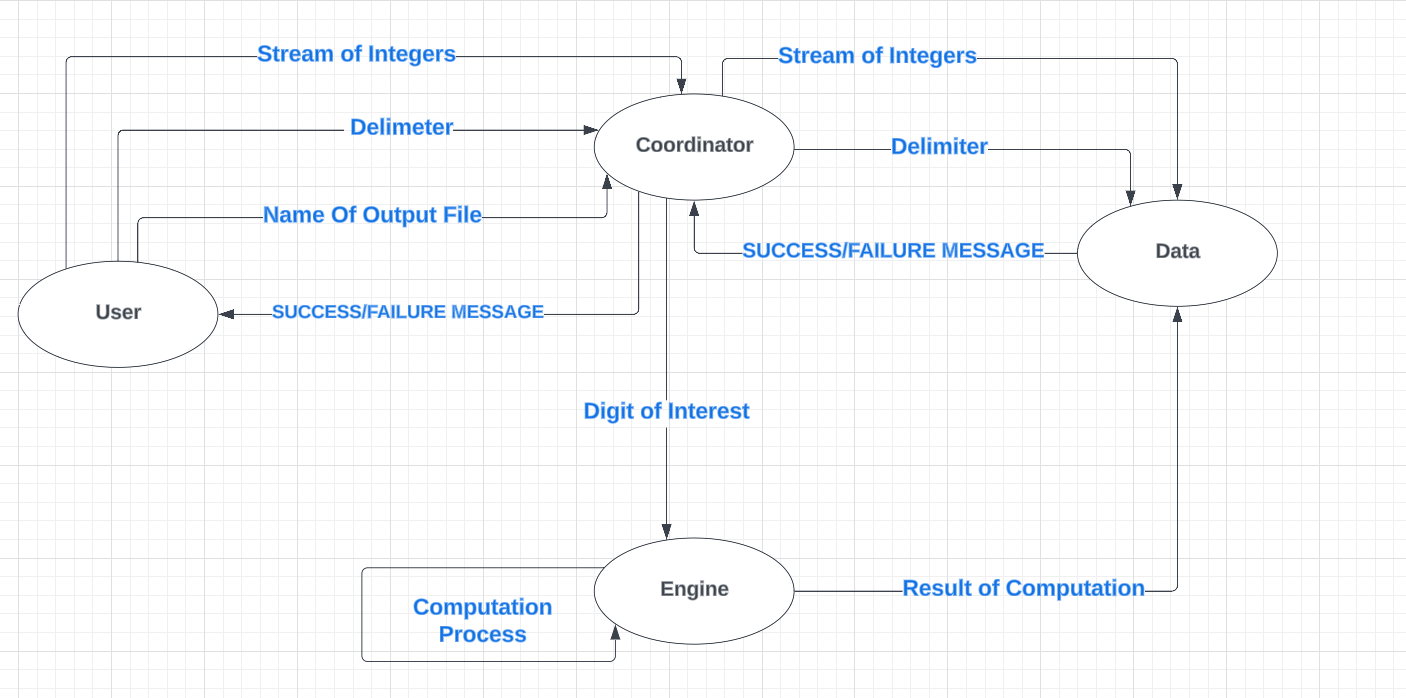 Stream of Integers
Stream of Integers
Delimeter
Coordinator
Delimiter
Name Of Output File
SUCCESS/FAILURE MESSAGE
Data
User
SUCCESS/FAILURE MESSAGE
Digit of Interest
Engine
Result of Computation
Computation
Process